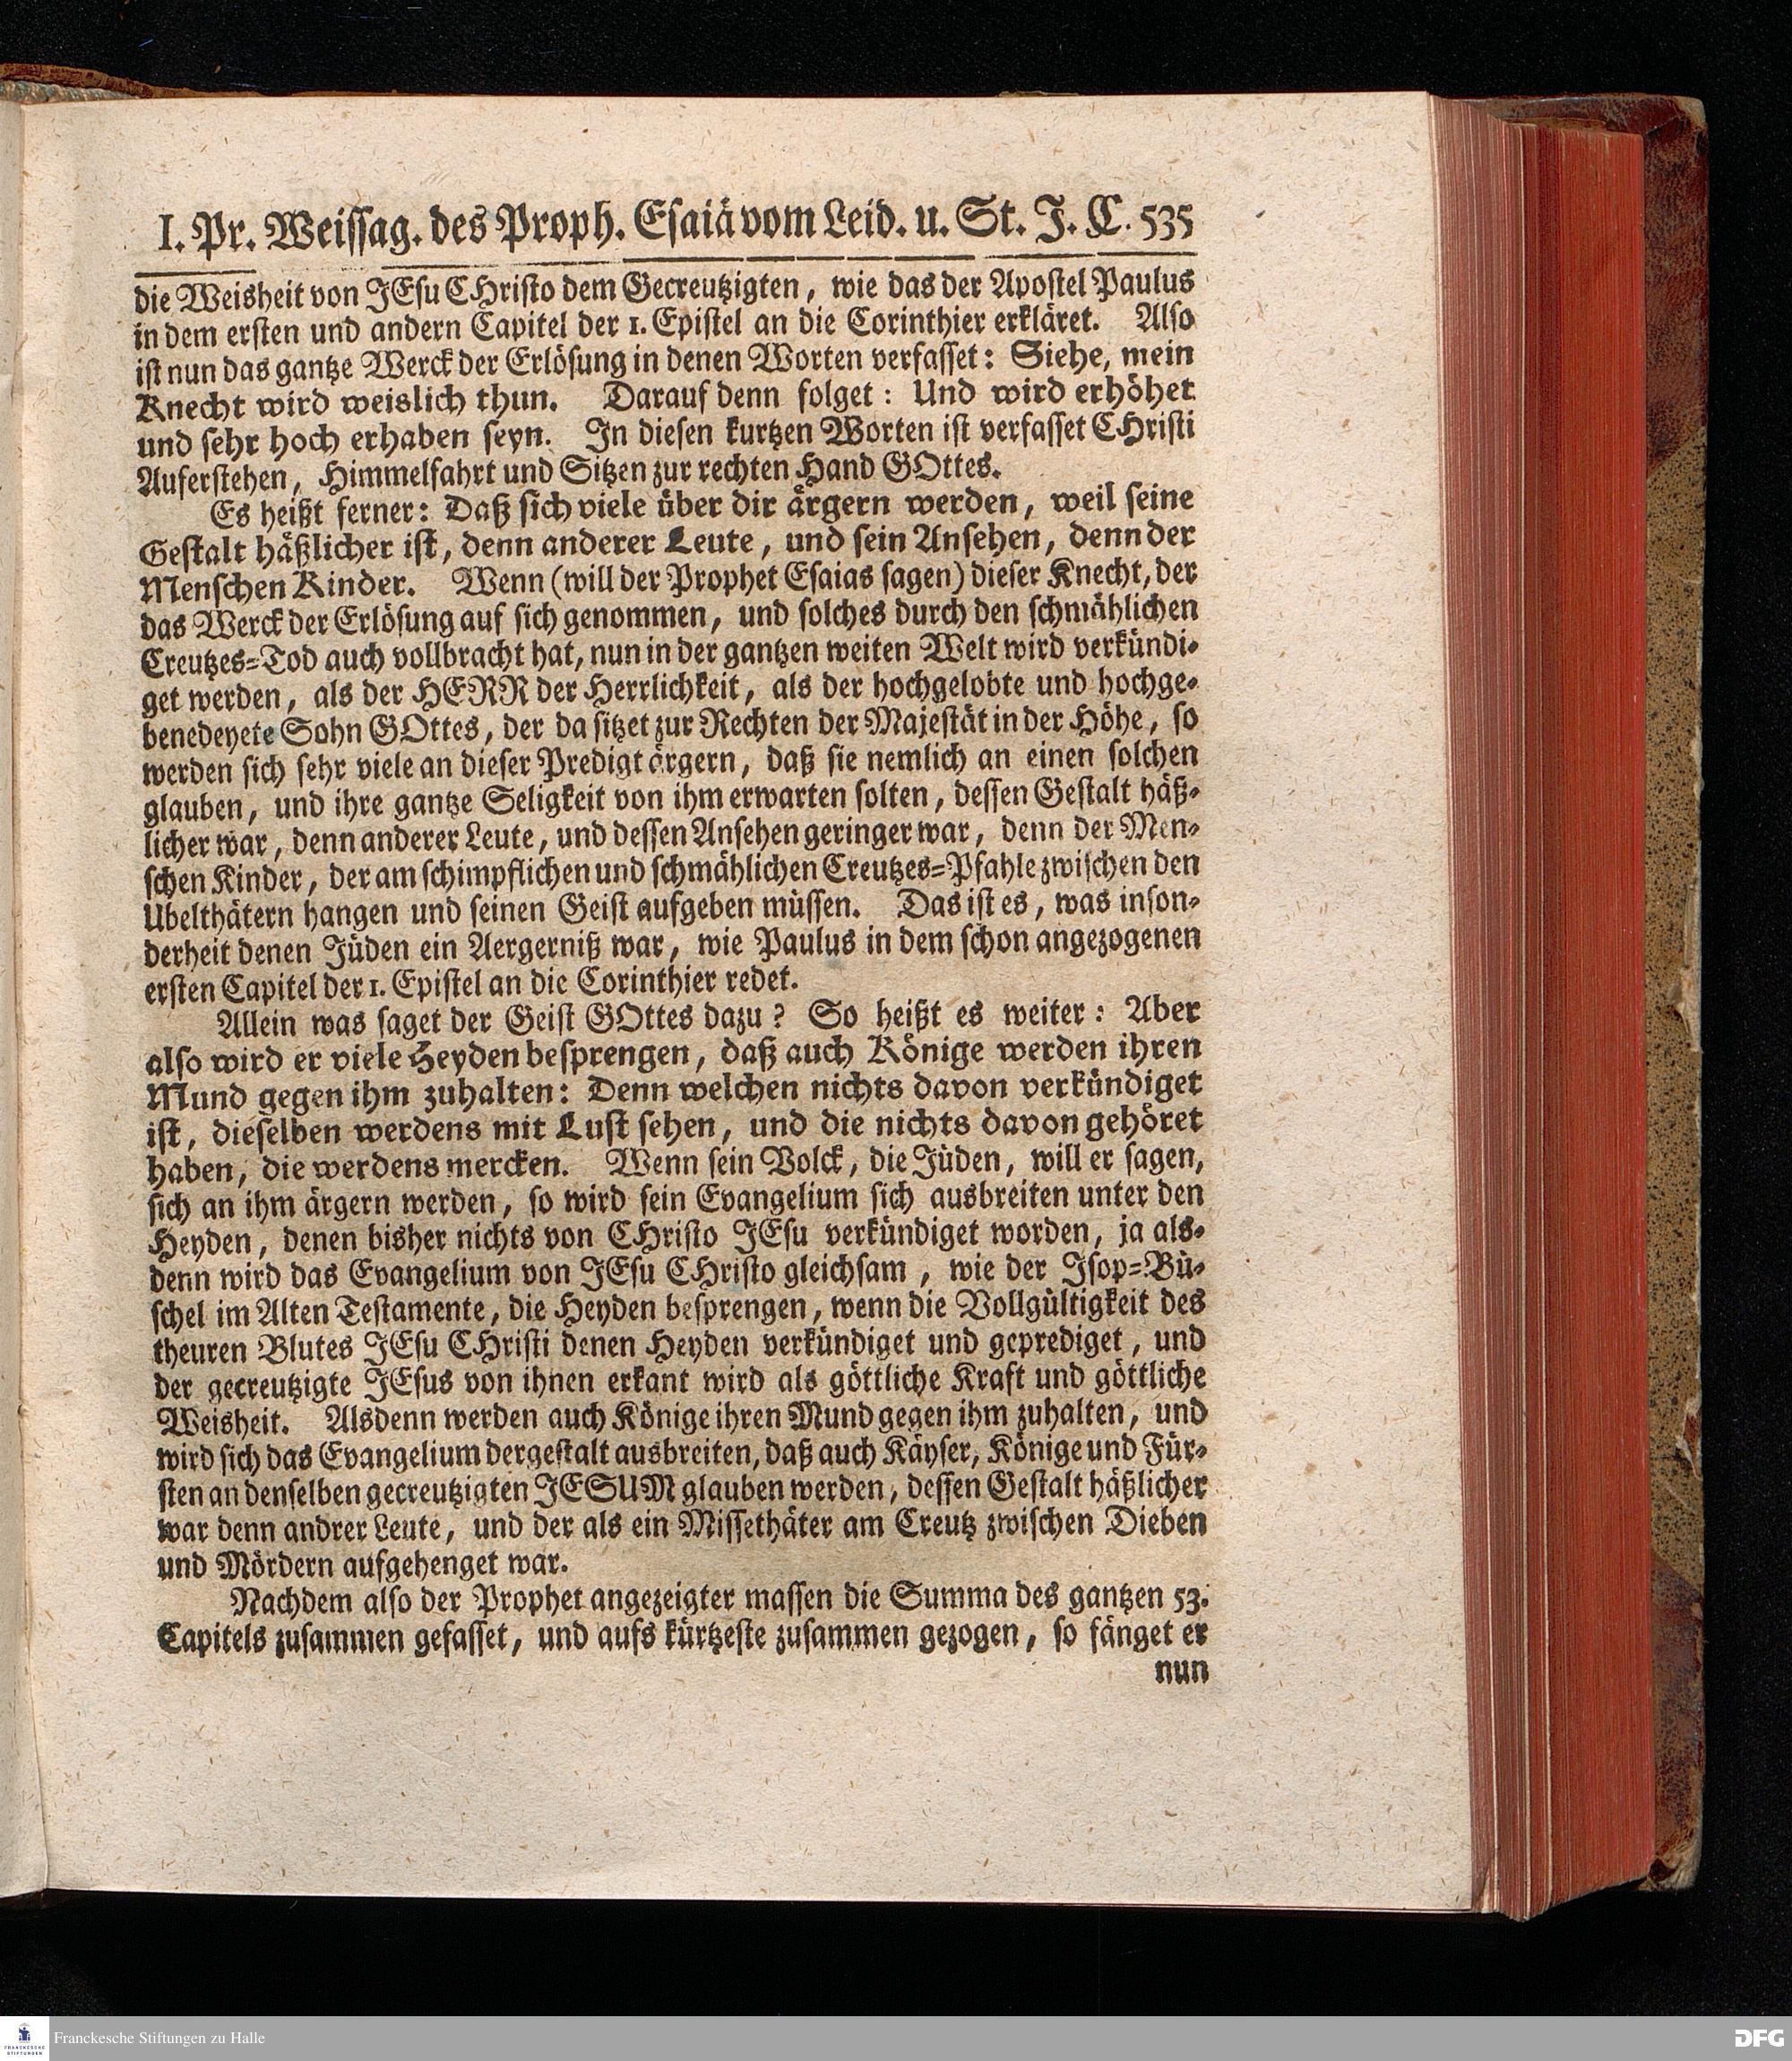 I. Pr. Weissag. des Proph. Esaiä vom Leid. u. St. J. C. 535
die Weisheit von JEsu CHristo dem Gecreutzigten, wie das der Apostel Paulus
in dem ersten und andern Capitel der 1. Epistel an die Corinthier erkläret. Also
ist nun das gantze Werck der Erlösung in denen Worten verfasset: Siehe, mein
Knecht wird weislich thun. Darauf denn folget: Und wird erhöhet
und sehr hoch erhaben seyn. In diesen kurtzen Worten ist verfasset CHristi
Auferstehen, Himmelfahrt und Sitzen zur rechten Hand GOttes.
Es heißt ferner: Daß sich viele über dir ärgern werden, weil seine
Gestalt häßlicher ist, denn anderer Leute, und sein Ansehen, denn der
Menschen Kinder. Wenn (will der Prophet Esaias sagen) dieser Knecht, der
das Werck der Erlösung auf sich genommen, und solches durch den schmählichen
Creutzes-Tod auch vollbracht hat, nun in der gantzen weiten Welt wird verkündi-
get werden, als der HERR der Herrlichkeit, als der hochgelobte und hochge-
benedeyete Sohn GOttes, der da sitzet zur Rechten der Majestät in der Höhe, so
werden sich sehr viele an dieser Predigt ärgern, daß sie nemlich an einen solchen
glauben, und ihre gantze Seligkeit von ihm erwarten solten, dessen Gestalt häß-
licher war, denn anderer Leute, und dessen Ansehen geringer war, denn der Men-
schen Kinder, der am schimpflichen und schmählichen Creutzes-Pfahle zwischen den
Ubelthätern hangen und seinen Geist aufgeben müssen. Das ist es, was inson-
derheit denen Jüden ein Aergerniß war, wie Paulus in dem schon angezogenen
ersten Capitel der 1. Epistel an die Corinthier redet.
Allein was saget der Geist GOttes dazu? So heißt es weiter: Aber
also wird er viele Heyden besprengen, daß auch Könige werden ihren
Mund gegen ihm zuhalten: Denn welchen nichts davon verkündiget
ist, dieselben werdens mit Lust sehen, und die nichts davon gehöret
haben, die werdens mercken. Wenn sein Volck, die Jüden, will er sagen,
sich an ihm ärgern werden, so wird sein Evangelium sich ausbreiten unter den
Heyden, denen bisher nichts von CHristo JEsu verkündiget worden, ja als-
denn wird das Evangelium von JEsu CHristo gleichsam, wie der Isop-Bü-
schel im Alten Testamente, die Heyden besprengen, wenn die Vollgültigkeit des
theuren Blutes JEsu CHristi denen Heyden verkündiget und geprediget, und
der gecreutzigte JEsus von ihnen erkant wird als göttliche Kraft und göttliche
Weisheit. Alsdenn werden auch Könige ihren Mund gegen ihm zuhalten, und
wird sich das Evangelium dergestalt ausbreiten, daß auch Käyser, Könige und Für-
sten an denselben gecreutzigten JESUM glauben werden, dessen Gestalt häßlicher
war denn andrer Leute, und der als ein Missethäter am Creutz zwischen Dieben
und Mördern aufgehenget war.
Nachdem also der Prophet angezeigter massen die Summa des gantzen 53.
Capitels zusammen gefasset, und aufs kürtzeste zusammen gezogen, so fänget er
nun
FRANCKESCHE
STIFTUNGEN
Franckesche Stiftungen zu Halle
DFG